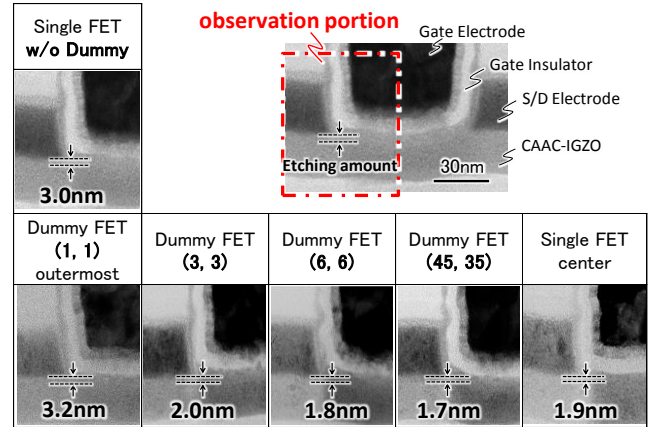 Single FET
w/o Dummy
3.0nm
observation portion
Gate Electrode
Gate Insulator
S/D Electrode
CAAC-IGZO
Etching amount
30nm
Dummy FET
(1, 1)
outermost
3.2nm
Dummy FET
(3, 3)
2.0nm
Dummy FET
(6, 6)
1.8nm
Dummy FET
(45, 35)
1.7nm
Single FET
center
1.9nm